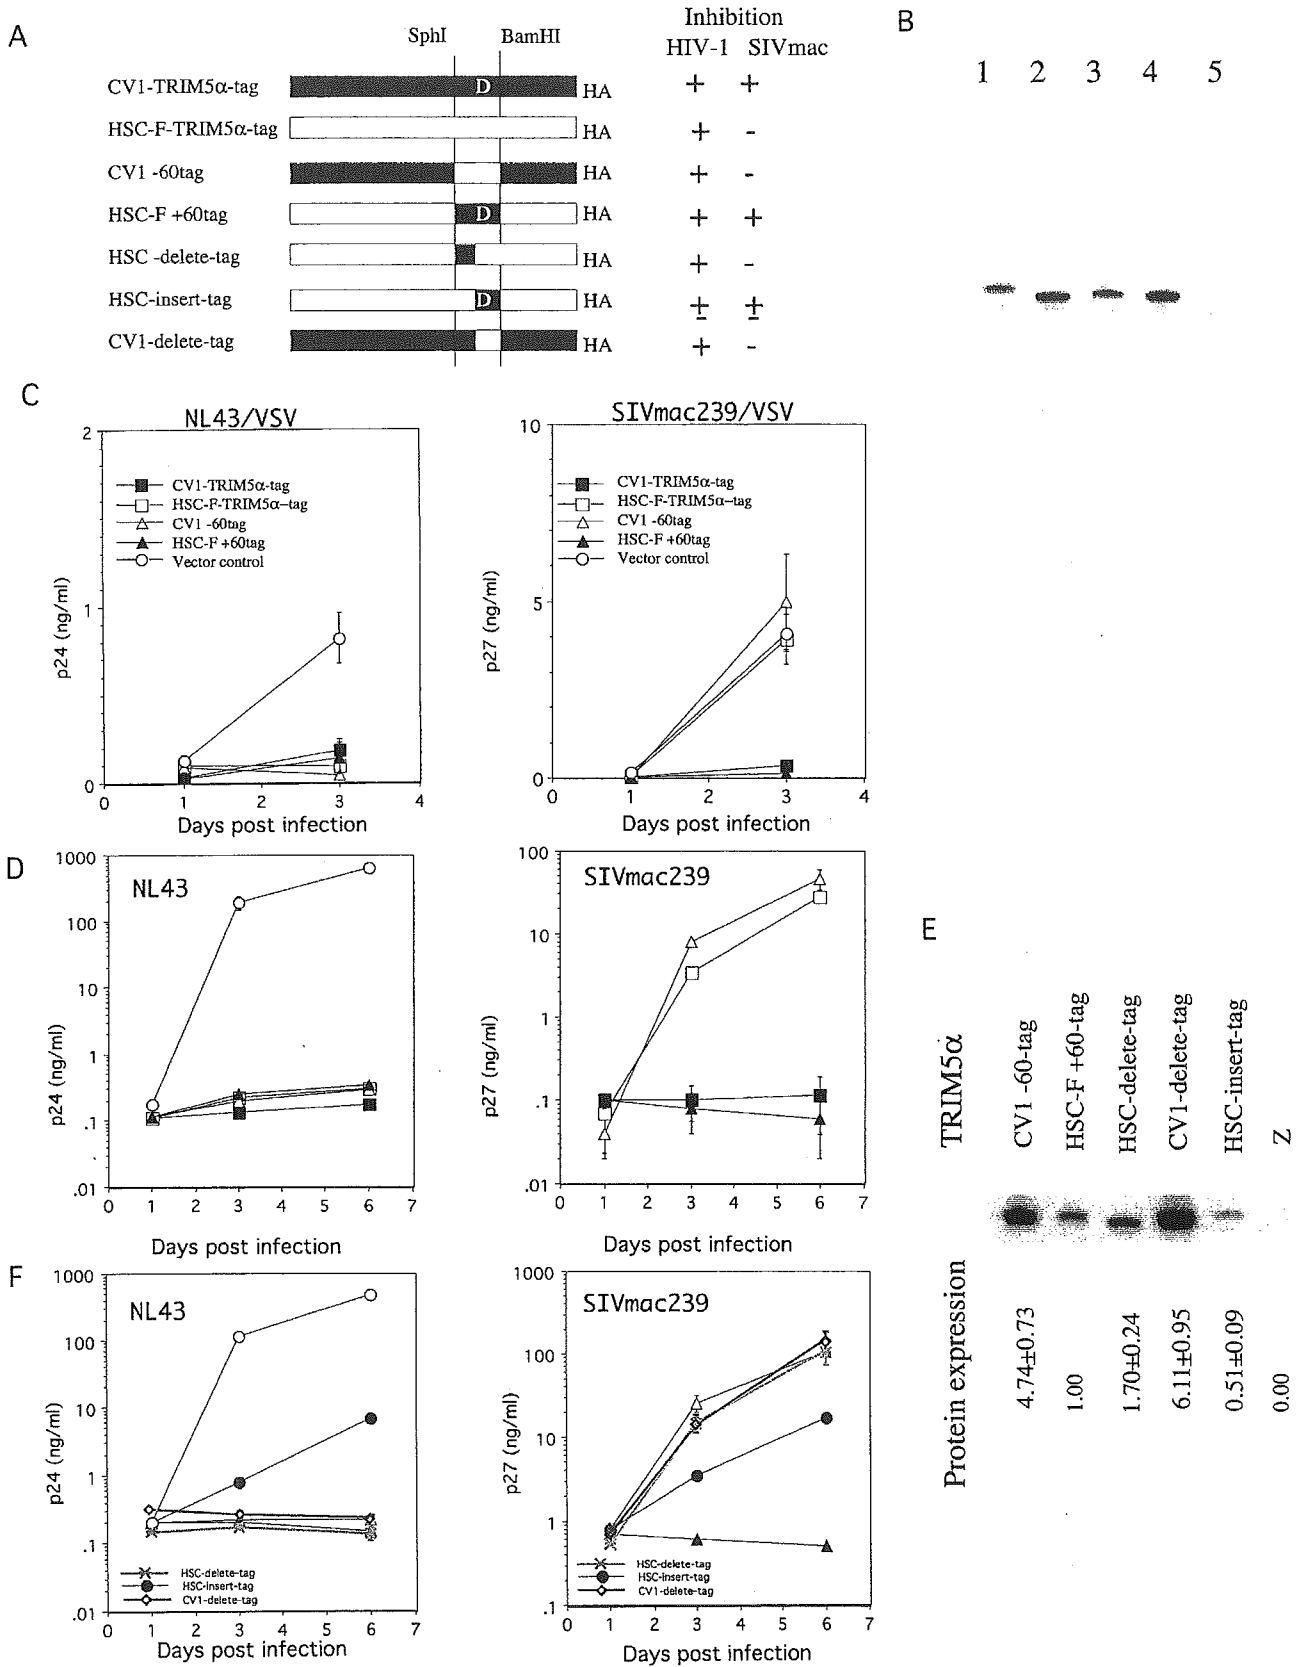 A
SphI BamHI
Inhibition
HIV-1 SIVmac
CV1-TRIM5α-tag D HA + +
HSC-F-TRIM5α-tag HA + -
CV1 -60tag HA + -
HSC-F +60tag D HA + +
HSC -delete-tag HA + -
HSC-insert-tag D HA ± ±
CV1-delete-tag HA + -
B
1 2 3 4 5
C
NL43/VSV
2
1
0
p24 (ng/ml)
CV1-TRIM5α-tag
HSC-F-TRIM5α-tag
CV1 -60tag
HSC-F +60tag
Vector control
0 1 2 3 4
Days post infection
SIVmac239/VSV
10
5
0
p27 (ng/ml)
CV1-TRIM5α-tag
HSC-F-TRIM5α-tag
CV1 -60tag
HSC-F +60tag
Vector control
0 1 2 3 4
Days post infection
D
NL43
1000
100
10
1
.1
.01
p24 (ng/ml)
0 1 2 3 4 5 6 7
Days post infection
SIVmac239
100
10
1
.1
.01
p27 (ng/ml)
0 1 2 3 4 5 6 7
Days post infection
E
TRIM5α
CV1 -60-tag
HSC-F +60-tag
HSC-delete-tag
CV1-delete-tag
HSC-insert-tag
Z
Protein expression
4.74±0.73
1.00
1.70±0.24
6.11±0.95
0.51±0.09
0.00
F
NL43
1000
100
10
1
.1
.01
p24 (ng/ml)
HSC-delete-tag
HSC-insert-tag
CV1-delete-tag
0 1 2 3 4 5 6 7
Days post infection
SIVmac239
1000
100
10
1
.1
p27 (ng/ml)
HSC-delete-tag
HSC-insert-tag
CV1-delete-tag
0 1 2 3 4 5 6 7
Days post infection